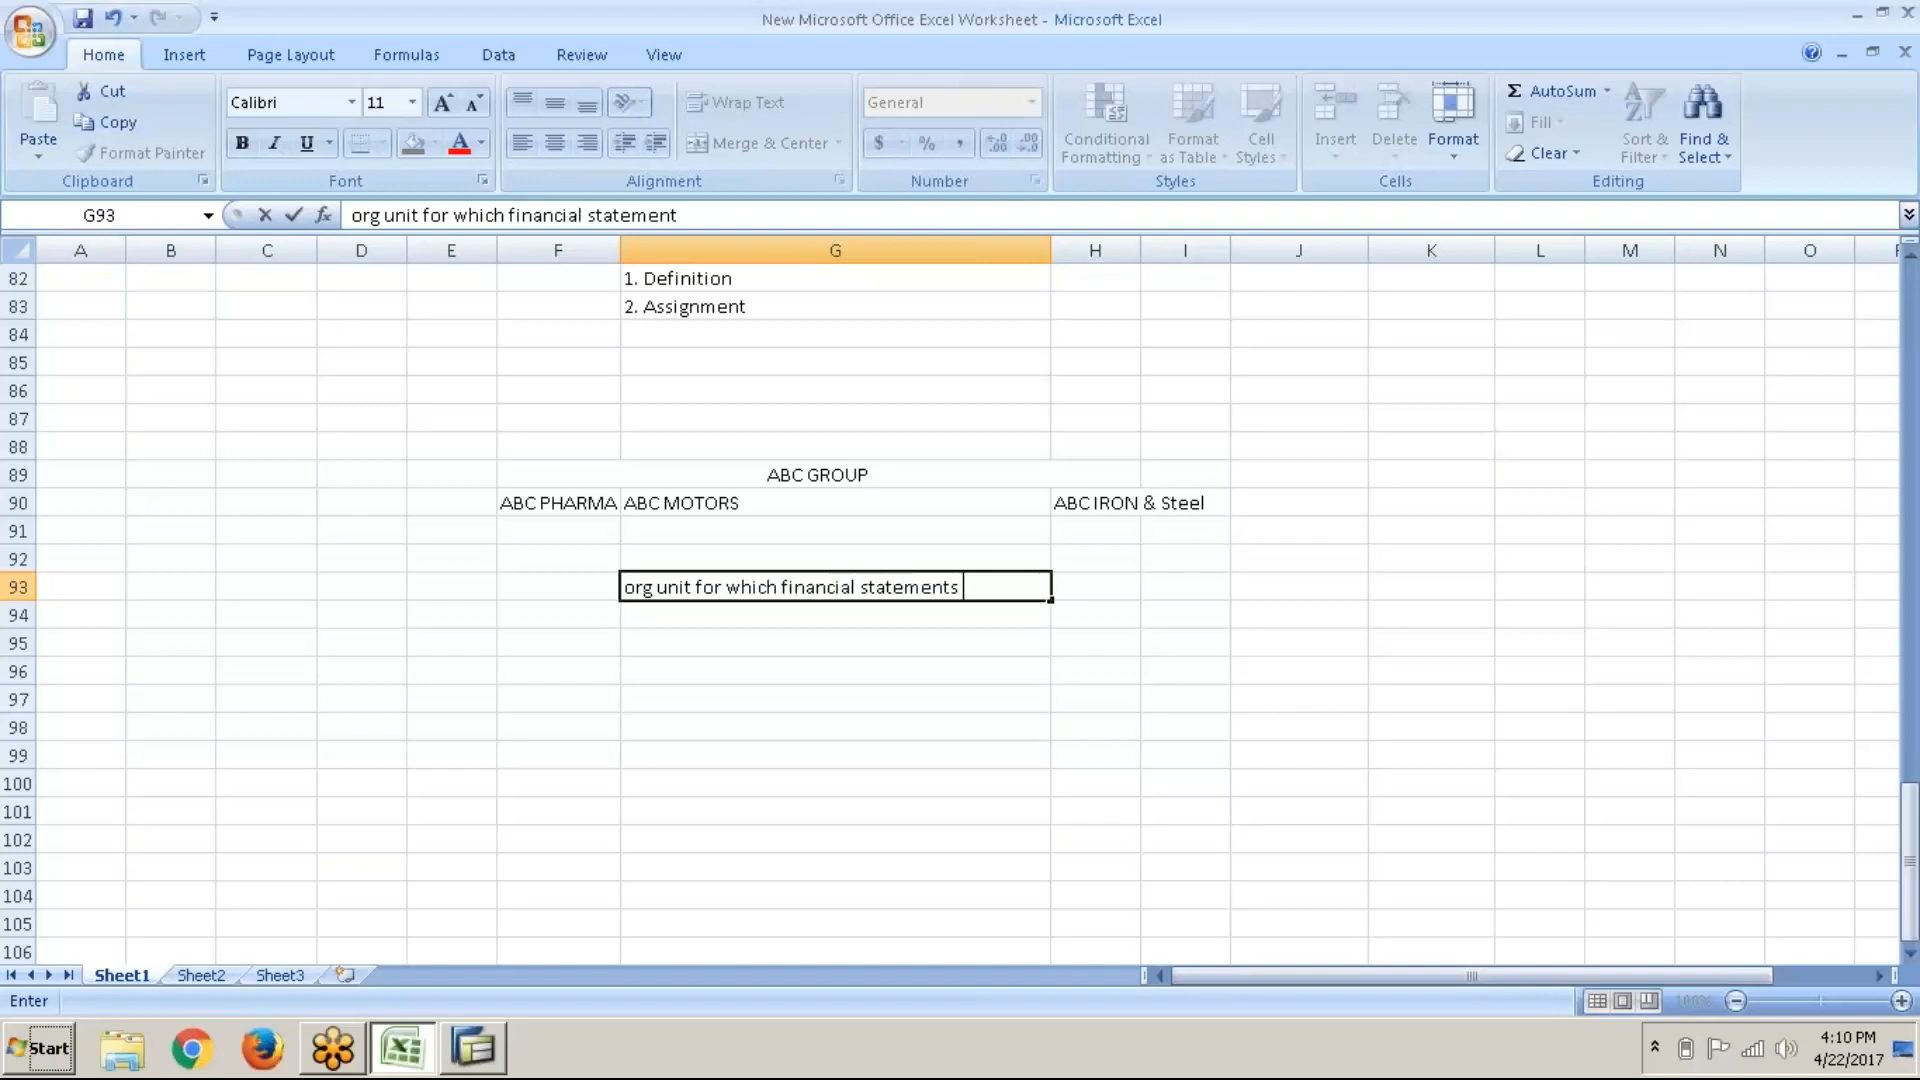 New Microsoft Office Excel Worksheet - Microsoft Excel
Home Insert Page Layout Formulas Data Review View
Paste
Cut
Copy
Format Painter
Clipboard
Calibri 11
B I U
Font
Wrap Text
Merge & Center
Alignment
General
$ % ,
Number
Conditional Formatting
Format as Table
Cell Styles
Styles
Insert Delete Format
Cells
Σ AutoSum
Fill
Clear
Sort & Filter
Find & Select
Editing
G93 fx org unit for which financial statement
A B C D E F G H I J K L M N O
82 1. Definition
83 2. Assignment
84
85
86
87
88
89 ABC GROUP
90 ABC PHARMA ABC MOTORS ABC IRON & Steel
91
92
93 org unit for which financial statements
94
95
96
97
98
99
100
101
102
103
104
105
106
Sheet1 Sheet2 Sheet3
Enter
Start
4:10 PM
4/22/2017